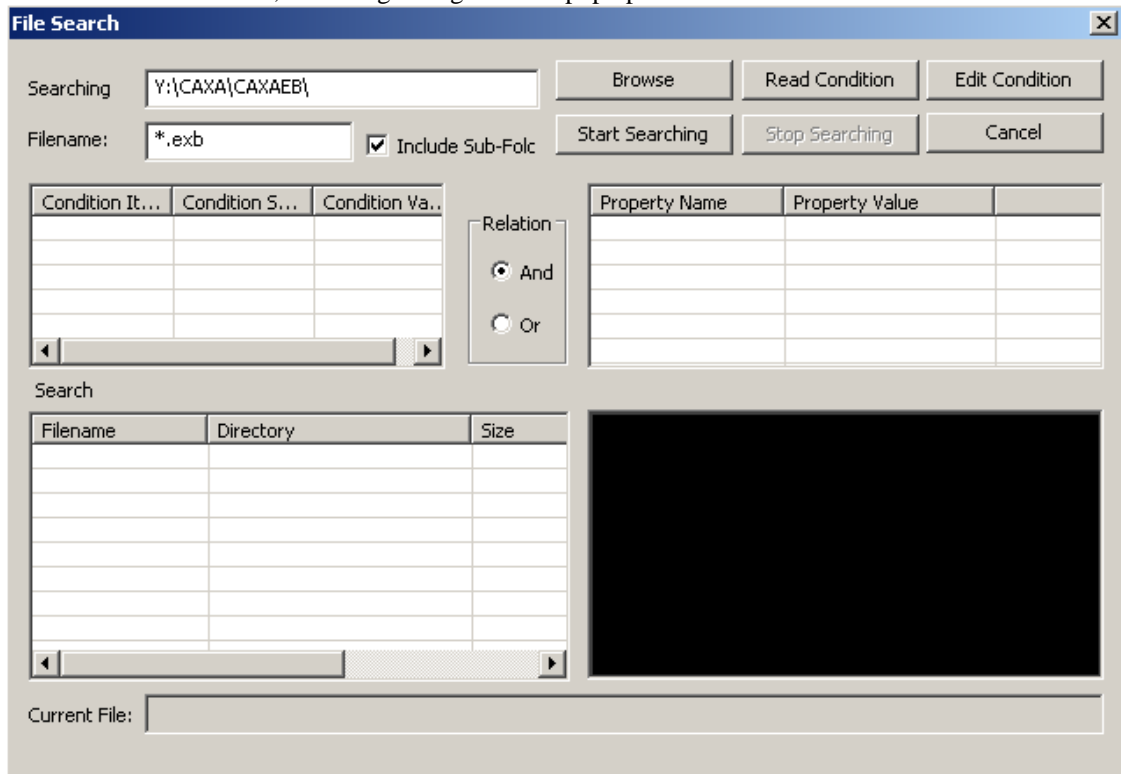 File Search
Searching Y:\CAXA\CAXAEB\ Browse Read Condition Edit Condition
Filename: *.exb Include Sub-Folc Start Searching Stop Searching Cancel
Condition It... Condition S... Condition Va.. Relation Property Name Property Value
And
Or
Search
Filename Directory Size
Current File: